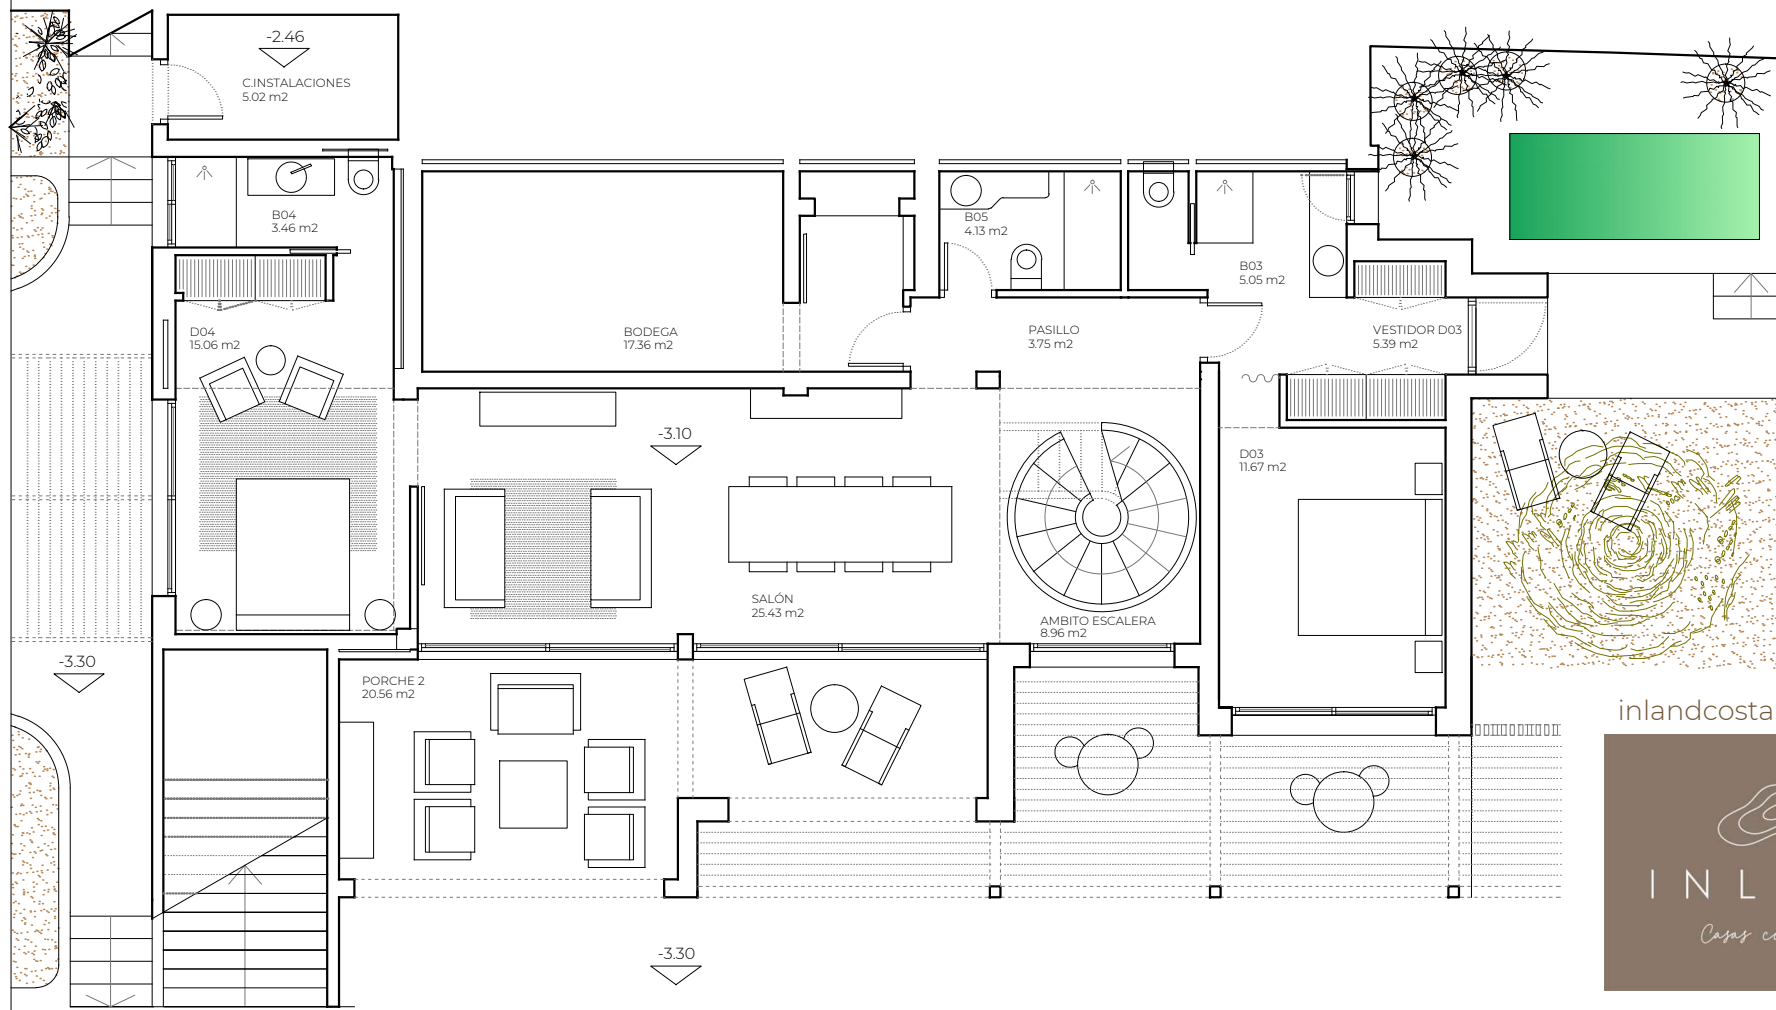 -2.46
C.INSTALACIONES
5.02 m2
B04
3.46 m2
B05
4.13 m2
B03
5.05 m2
D04
15.06 m2
BODEGA
17.36 m2
PASILLO
3.75 m2
VESTIDOR D03
5.39 m2
-3.10
D03
11.67 m2
SALÓN
25.43 m2
AMBITO ESCALERA
8.96 m2
-3.30
PORCHE 2
20.56 m2
inlandcosta
INL
Casas co
-3.30